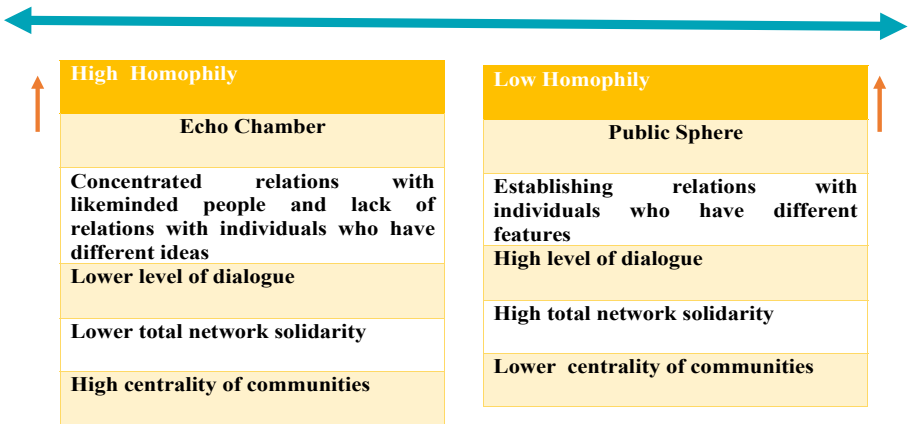 High Homophily
Echo Chamber
Concentrated relations with
likeminded people and lack of
relations with individuals who have
different ideas
Lower level of dialogue
Lower total network solidarity
High centrality of communities
Low Homophily
Public Sphere
Establishing relations with
individuals who have different
features
High level of dialogue
High total network solidarity
Lower centrality of communities